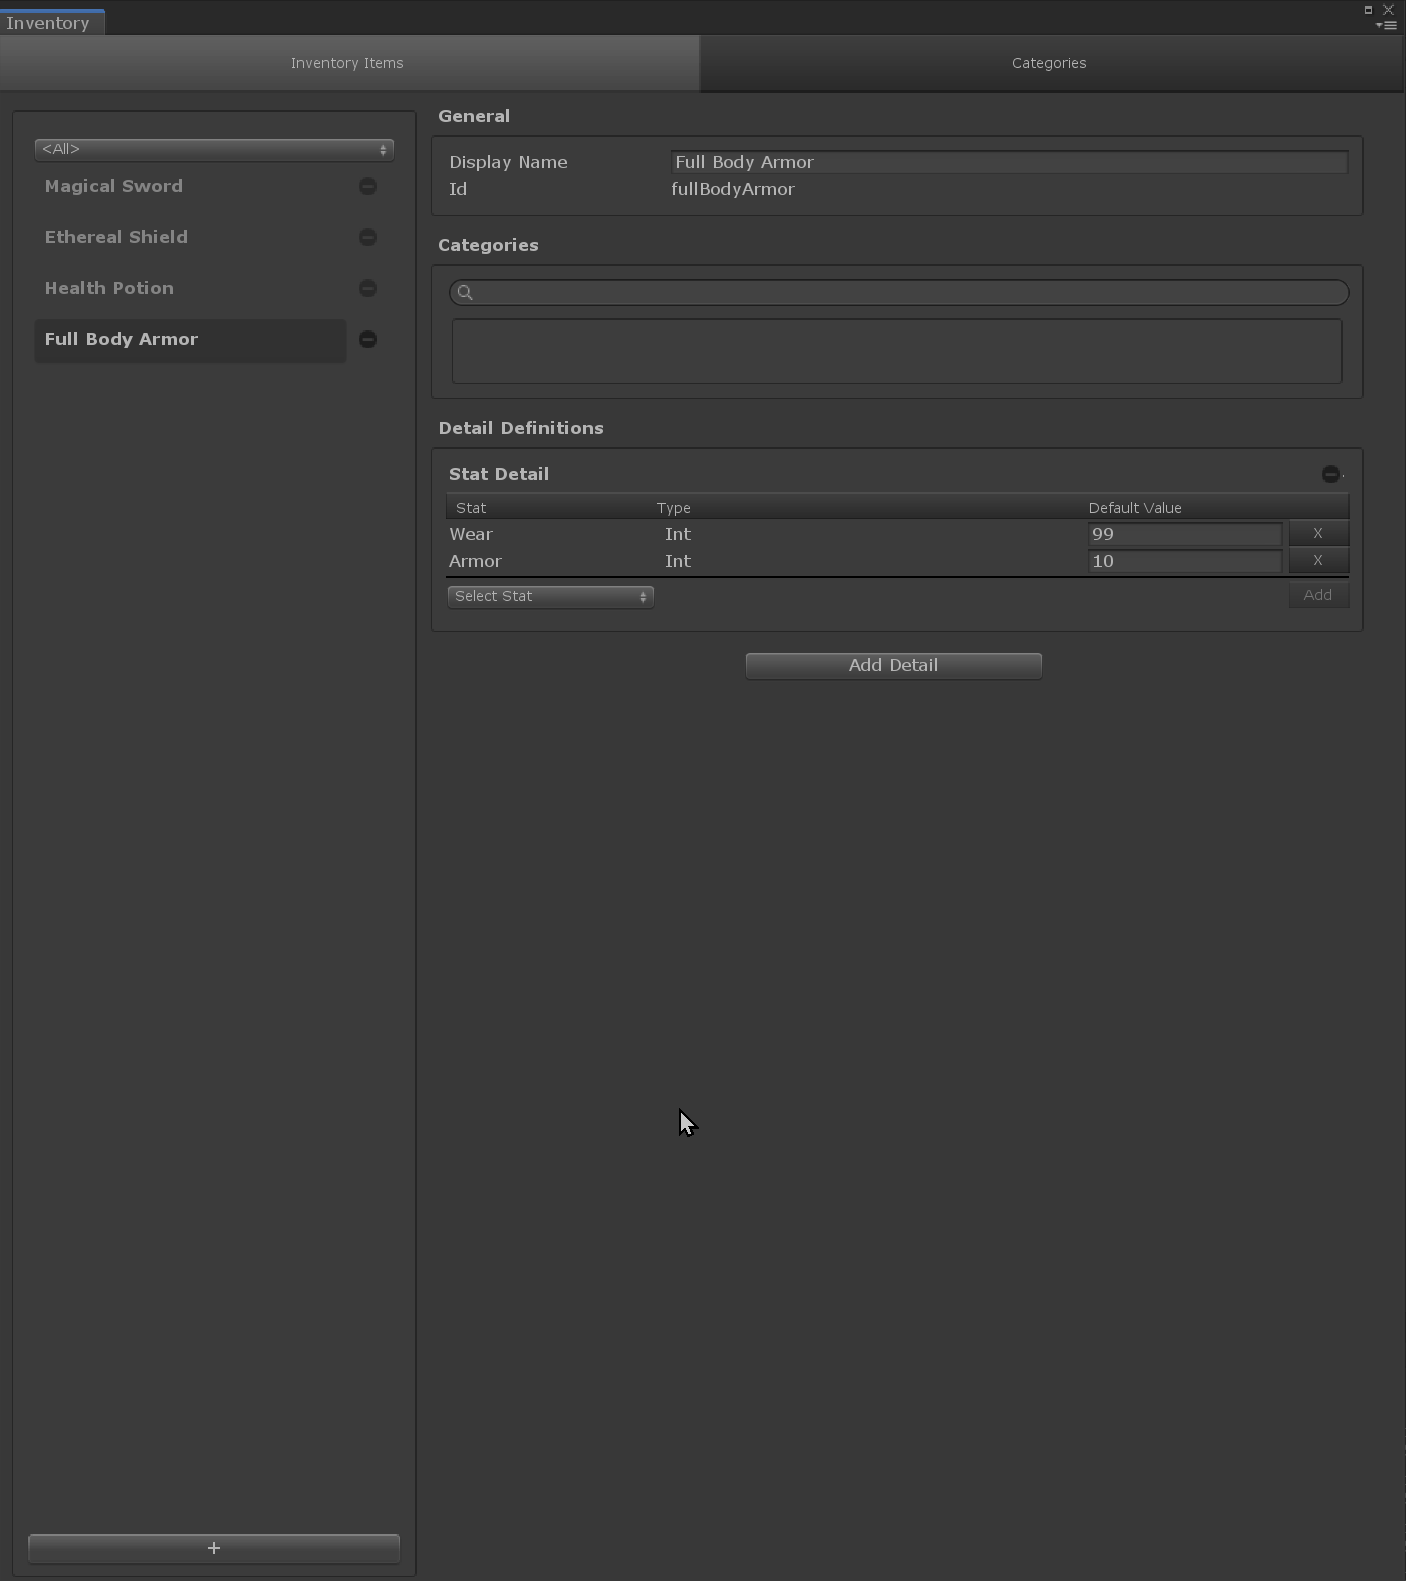 Inventory
Inventory Items
Categories
<All>
Magical Sword
Ethereal Shield
Health Potion
Full Body Armor
+
General
Display Name Full Body Armor
Id fullBodyArmor
Categories
Detail Definitions
Stat Detail
Stat Type Default Value
Wear Int 99 X
Armor Int 10 X
Select Stat Add
Add Detail